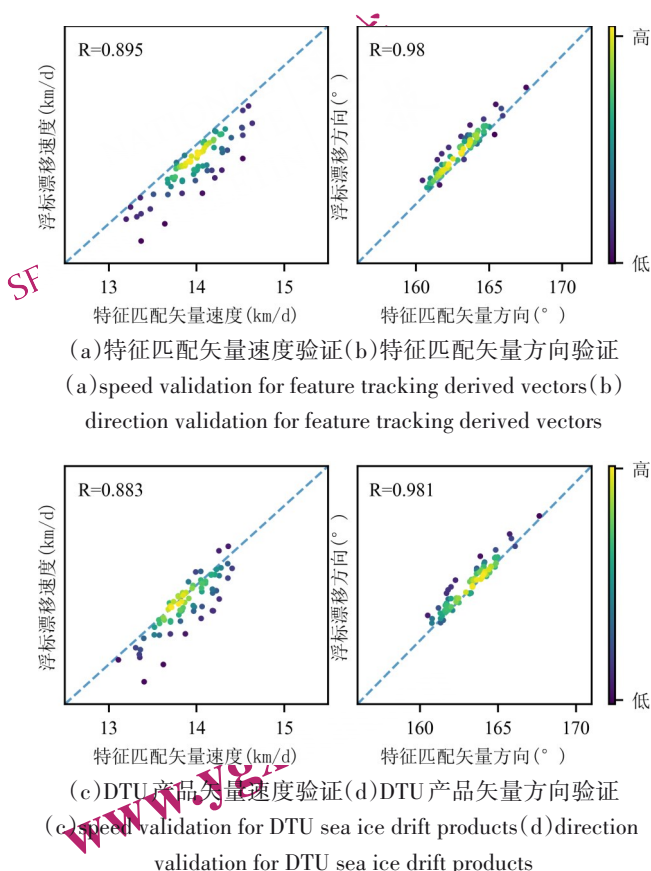 R=0.895
R=0.98
高
低
浮标漂移速度(km/d)
浮标漂移方向(°)
13 14 15
160 165 170
特征匹配矢量速度(km/d)
特征匹配矢量方向(°)
(a)特征匹配矢量速度验证(b)特征匹配矢量方向验证
(a)speed validation for feature tracking derived vectors(b)
direction validation for feature tracking derived vectors
R=0.883
R=0.981
高
低
浮标漂移速度(km/d)
浮标漂移方向(°)
13 14 15
160 165 170
特征匹配矢量速度(km/d)
特征匹配矢量方向(°)
(c)DTU产品矢量速度验证(d)DTU产品矢量方向验证
(c)speed validation for DTU sea ice drift products(d)direction
validation for DTU sea ice drift products